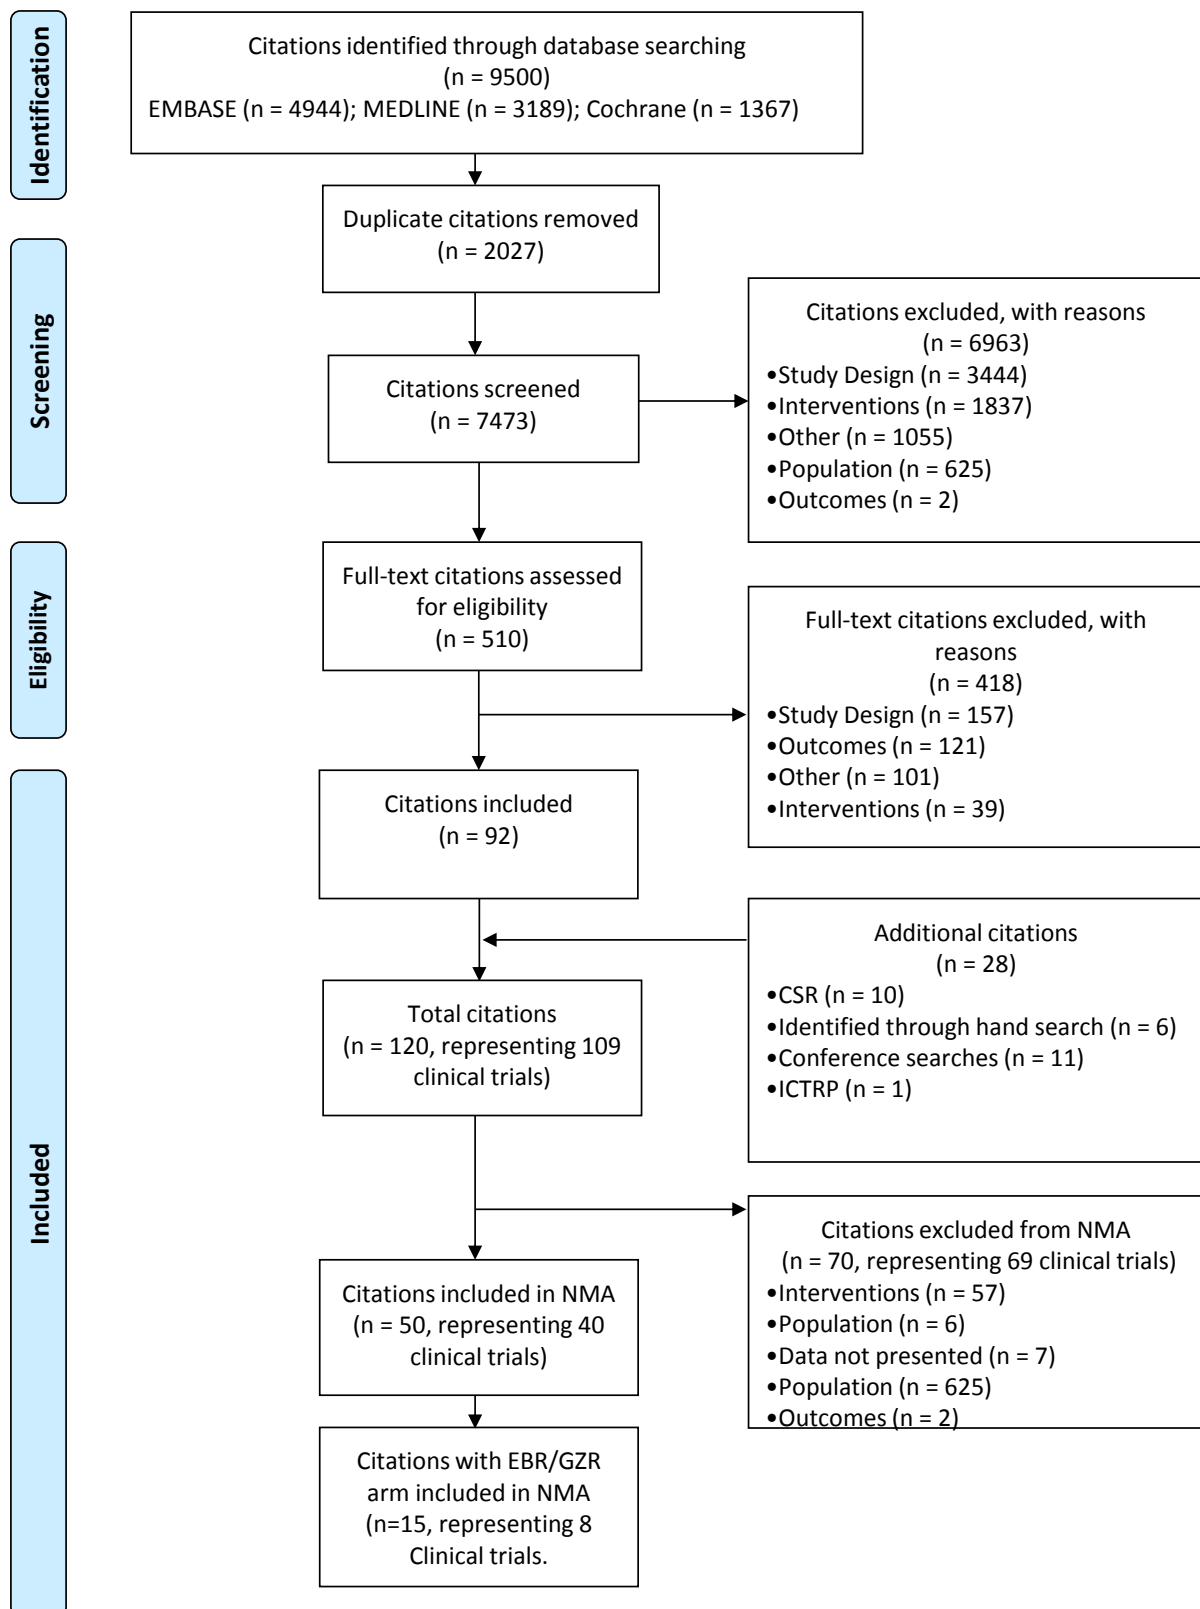 Identification
Citations identified through database searching
(n = 9500)
EMBASE (n = 4944); MEDLINE (n = 3189); Cochrane (n = 1367)
Duplicate citations removed
(n = 2027)
Screening
Citations screened
(n = 7473)
Citations excluded, with reasons
(n = 6963)
•Study Design (n = 3444)
•Interventions (n = 1837)
•Other (n = 1055)
•Population (n = 625)
•Outcomes (n = 2)
Eligibility
Full-text citations assessed
for eligibility
(n = 510)
Full-text citations excluded, with
reasons
(n = 418)
•Study Design (n = 157)
•Outcomes (n = 121)
•Other (n = 101)
•Interventions (n = 39)
Included
Citations included
(n = 92)
Additional citations
(n = 28)
•CSR (n = 10)
•Identified through hand search (n = 6)
•Conference searches (n = 11)
•ICTRP (n = 1)
Total citations
(n = 120, representing 109
clinical trials)
Citations excluded from NMA
(n = 70, representing 69 clinical trials)
•Interventions (n = 57)
•Population (n = 6)
•Data not presented (n = 7)
•Population (n = 625)
•Outcomes (n = 2)
Citations included in NMA
(n = 50, representing 40
clinical trials)
Citations with EBR/GZR
arm included in NMA
(n=15, representing 8
Clinical trials.